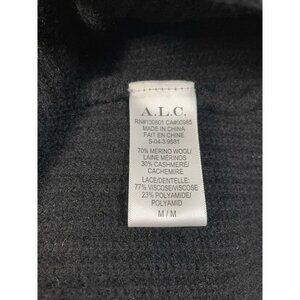 A.L.C.
RN#130801 CA#00985
MADE IN CHINA
FAIT EN CHINE
S-04-3 9581
70% MERINO WOOL/
LAINE MERINOS
30% CASHMERE/
CACHEMIRE
LACE/DENTELLE:
77% VISCOSE/VISCOSE
23% POLYAMIDE/
POLYAMID
M / M